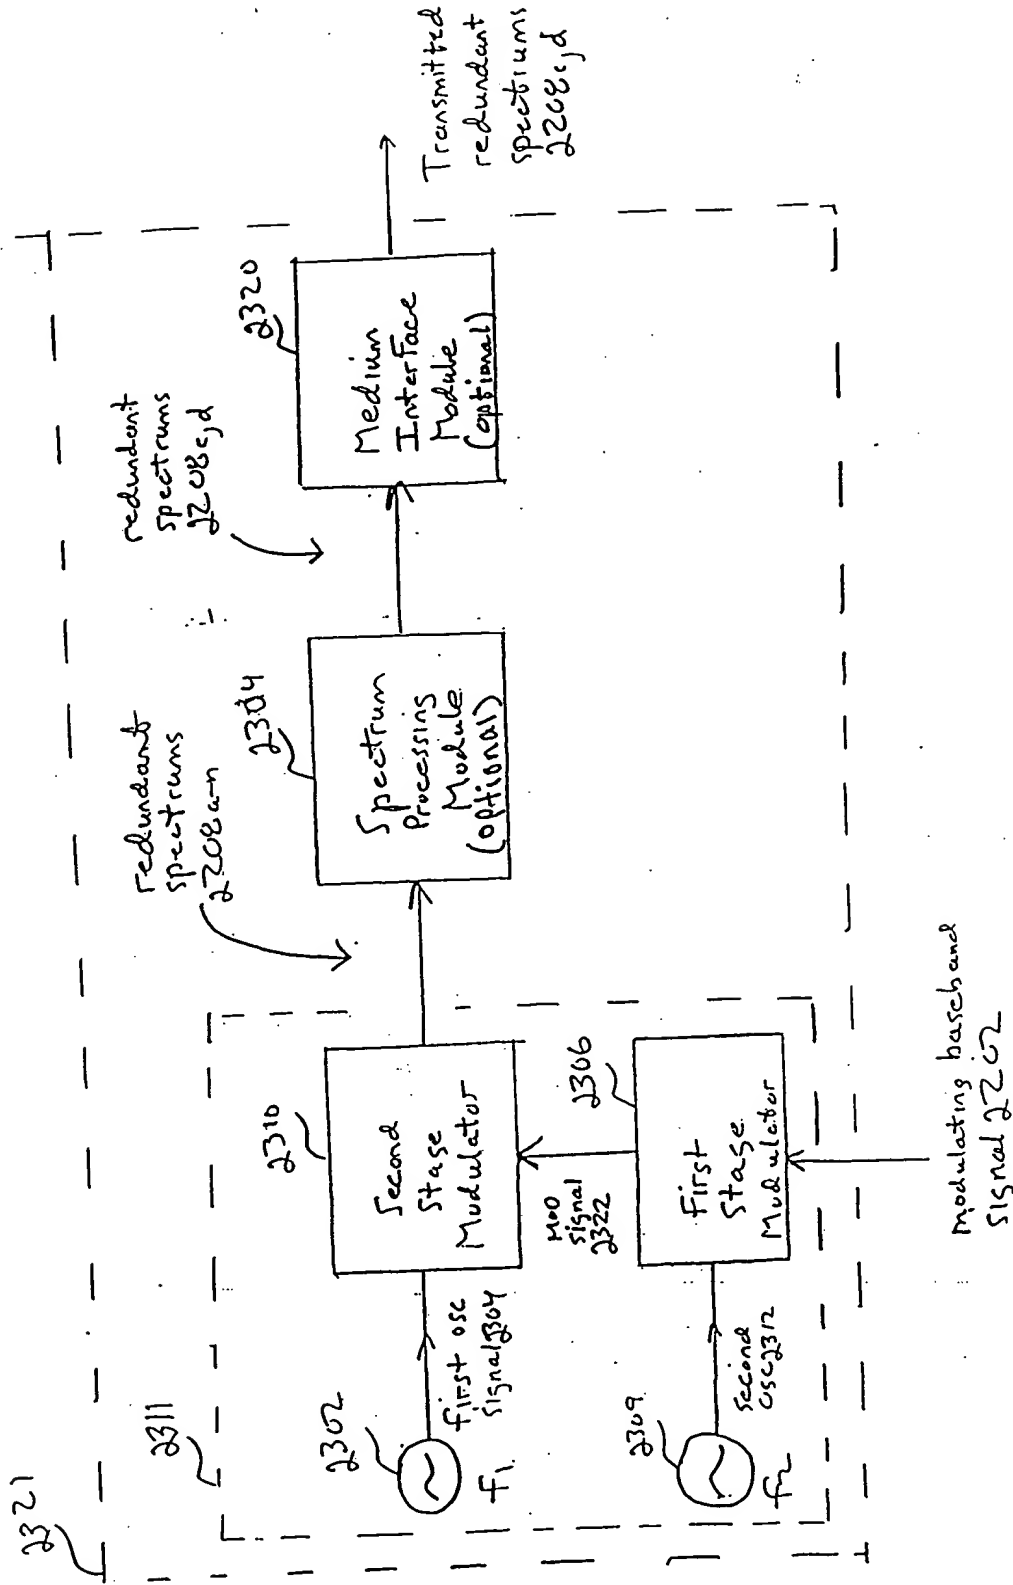 2321
2311
2302
f1
First osc
signal 2304
2310
Second
Stage
Modulator
2309
f2
second
osc 2312
MOD
signal
2322
2306
First
Stage
Modulator
modulating baseband
signal 2202
redundant
spectrums
2208a-n
2314
Spectrum
Processing
Module
(optional)
redundant
spectrums
2208c,d
2320
Medium
Interface
Module
(optional)
Transmitted
redundant
spectrums
2208c,d